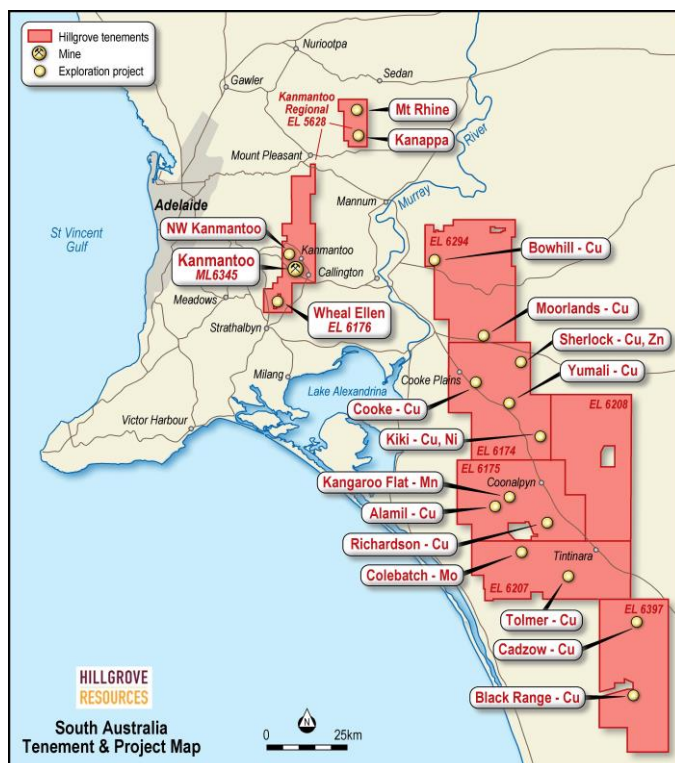 Hillgrove tenements
Mine
Exploration project
Nuriootpa
Sedan
Gawler
Kanmantoo
Regional
EL 5628
Mt Rhine
Kanappa
River
Mount Pleasant
Adelaide
Mannum
Murray
St Vincent
Gulf
NW Kanmantoo
Kanmantoo
Kanmantoo
ML6345
Callington
EL 6294
Bowhill - Cu
Meadows
Wheal Ellen
EL 6176
Moorlands - Cu
Strathalbyn
Sherlock - Cu, Zn
Milang
Cooke Plains
Yumali - Cu
Lake Alexandrina
Cooke - Cu
EL 6208
Victor Harbour
Kiki - Cu, Ni
EL 6174
EL 6175
Kangaroo Flat - Mn
Coonalpyn
Alamil - Cu
Richardson - Cu
Colebatch - Mo
Tintinara
EL 6207
Tolmer - Cu
EL 6397
Cadzow - Cu
Black Range - Cu
HILLGROVE
RESOURCES
South Australia
Tenement & Project Map
N
0
25km